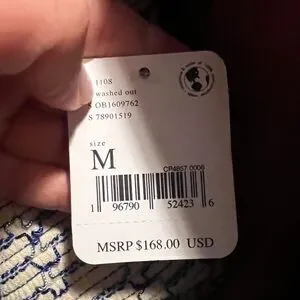 1108
washed out
S OB1609762
S 78901519
size
M
CP4857.0006
1 96790 52423 6
MSRP $168.00 USD